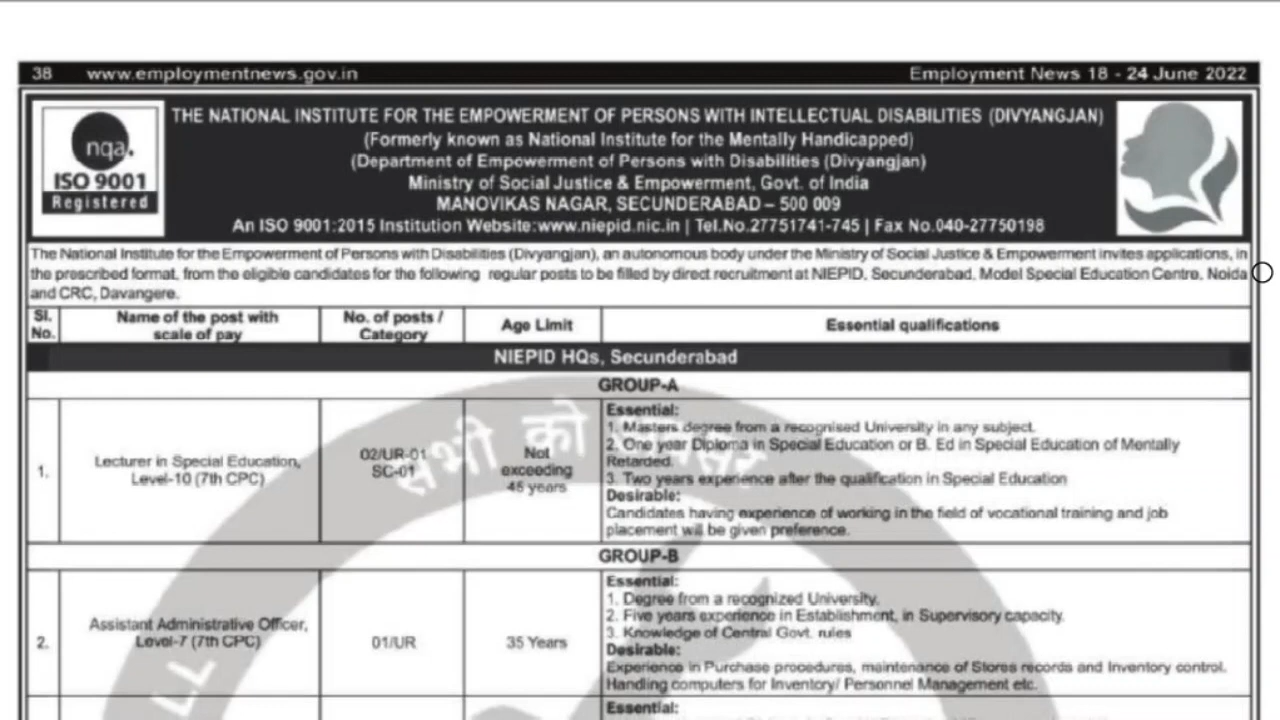 38 www.employmentnews.gov.in Employment News 18 - 24 June 2022
nqa.
ISO 9001
Registered
THE NATIONAL INSTITUTE FOR THE EMPOWERMENT OF PERSONS WITH INTELLECTUAL DISABILITIES (DIVYANGJAN)
(Formerly known as National Institute for the Mentally Handicapped)
(Department of Empowerment of Persons with Disabilities (Divyangjan)
Ministry of Social Justice & Empowerment, Govt. of India
MANOVIKAS NAGAR, SECUNDERABAD – 500 009
An ISO 9001:2015 Institution Website:www.niepid.nic.in | Tel.No.27751741-745 | Fax No.040-27750198
The National Institute for the Empowerment of Persons with Disabilities (Divyangjan), an autonomous body under the Ministry of Social Justice & Empowerment invites applications, in
the prescribed format, from the eligible candidates for the following regular posts to be filled by direct recruitment at NIEPID, Secunderabad, Model Special Education Centre, Noida
and CRC, Davangere.
Sl. No.
Name of the post with
scale of pay
No. of posts /
Category
Age Limit
Essential qualifications
NIEPID HQs, Secunderabad
GROUP-A
1.
Lecturer in Special Education,
Level-10 (7th CPC)
02/UR-01
SC-01
Not
exceeding
45 years
Essential:
1. Masters degree from a recognised University in any subject.
2. One year Diploma in Special Education or B. Ed in Special Education of Mentally
Retarded.
3. Two years experience after the qualification in Special Education
Desirable:
Candidates having experience of working in the field of vocational training and job
placement will be given preference.
GROUP-B
2.
Assistant Administrative Officer,
Level-7 (7th CPC)
01/UR
35 Years
Essential:
1. Degree from a recognized University.
2. Five years experience in Establishment, in Supervisory capacity.
3. Knowledge of Central Govt. rules
Desirable:
Experience in Purchase procedures, maintenance of Stores records and Inventory control.
Handling computers for Inventory/ Personnel Management etc.
Essential:
सभी को
LL